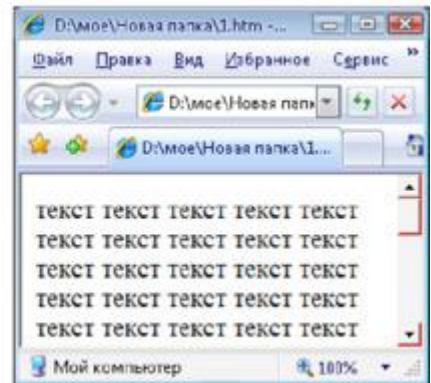 D:\мое\Новая папка\1.htm -...
Файл Правка Вид Избранное Сервис »
D:\мое\Новая папк
D:\мое\Новая папка\1....
текст текст текст текст текст
текст текст текст текст текст
текст текст текст текст текст
текст текст текст текст текст
текст текст текст текст текст
Мой компьютер 100%